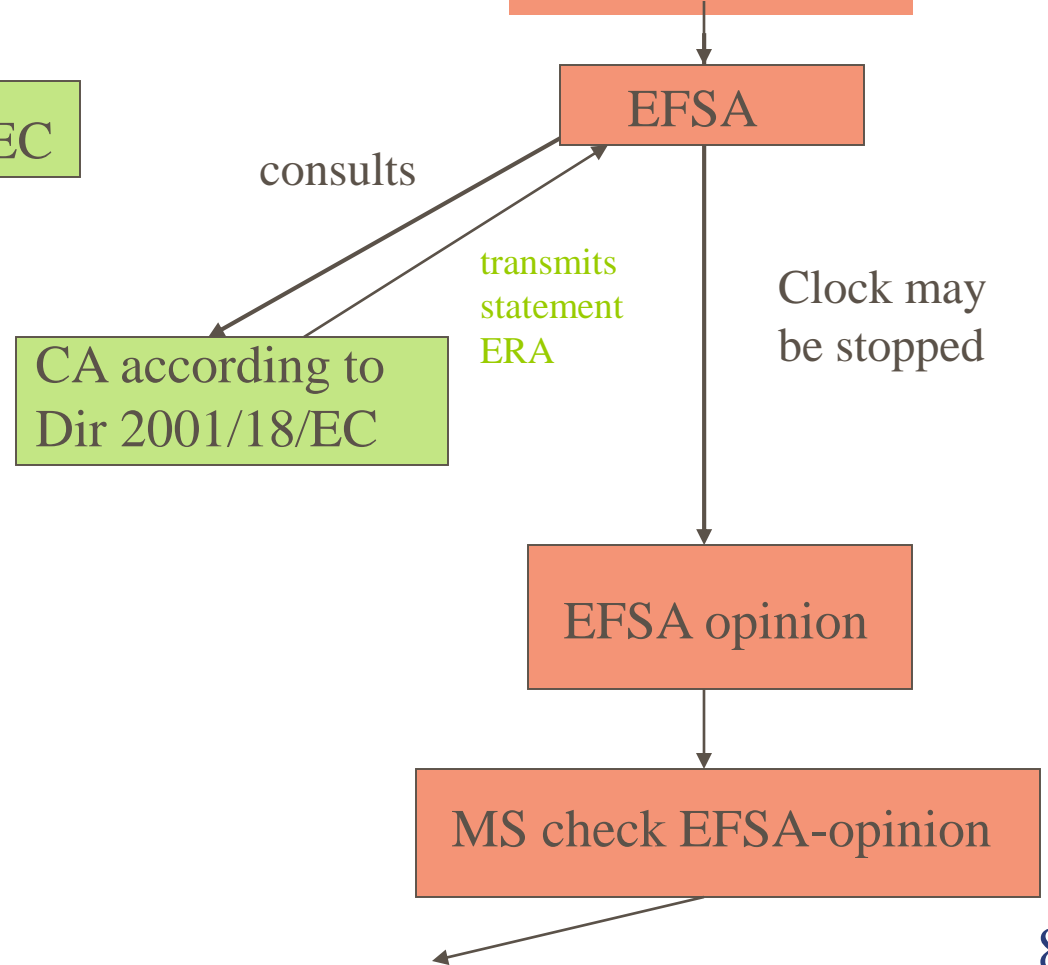 EFSA
EC
consults
transmits
statement
ERA
Clock may
be stopped
CA according to
Dir 2001/18/EC
EFSA opinion
MS check EFSA-opinion